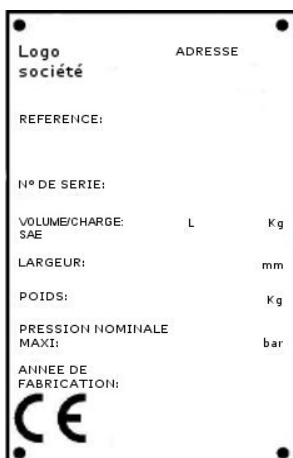 Logo ADRESSE
société
REFERENCE:
Nº DE SERIE:
VOLUME/CHARGE: L Kg
SAE
LARGEUR: mm
POIDS: Kg
PRESSION NOMINALE
MAXI: bar
ANNEE DE
FABRICATION:
CE